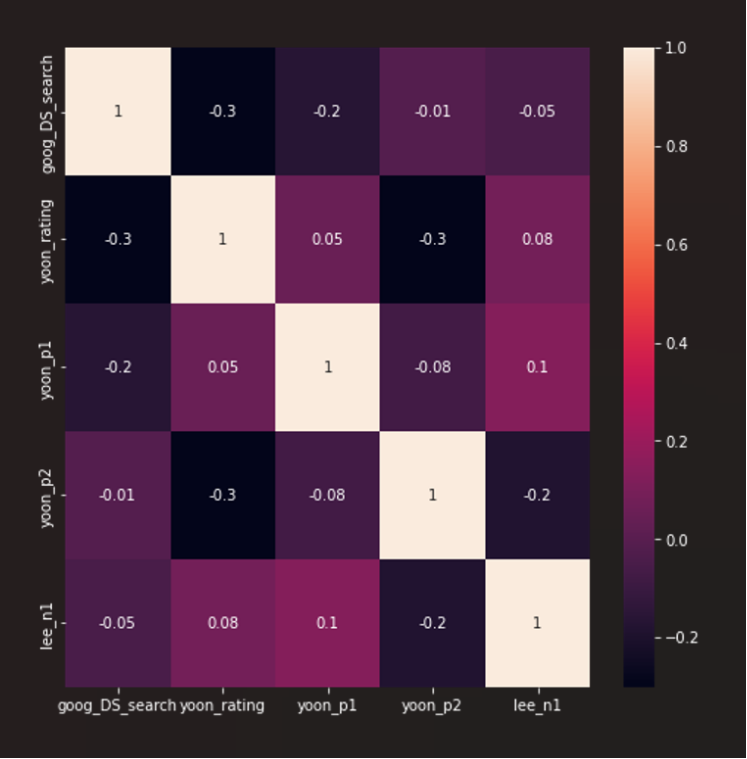 goog_DS_search 1 -0.3 -0.2 -0.01 -0.05
yoon_rating -0.3 1 0.05 -0.3 0.08
yoon_p1 -0.2 0.05 1 -0.08 0.1
yoon_p2 -0.01 -0.3 -0.08 1 -0.2
lee_n1 -0.05 0.08 0.1 -0.2 1
goog_DS_search yoon_rating yoon_p1 yoon_p2 lee_n1
1.0
0.8
0.6
0.4
0.2
0.0
−0.2